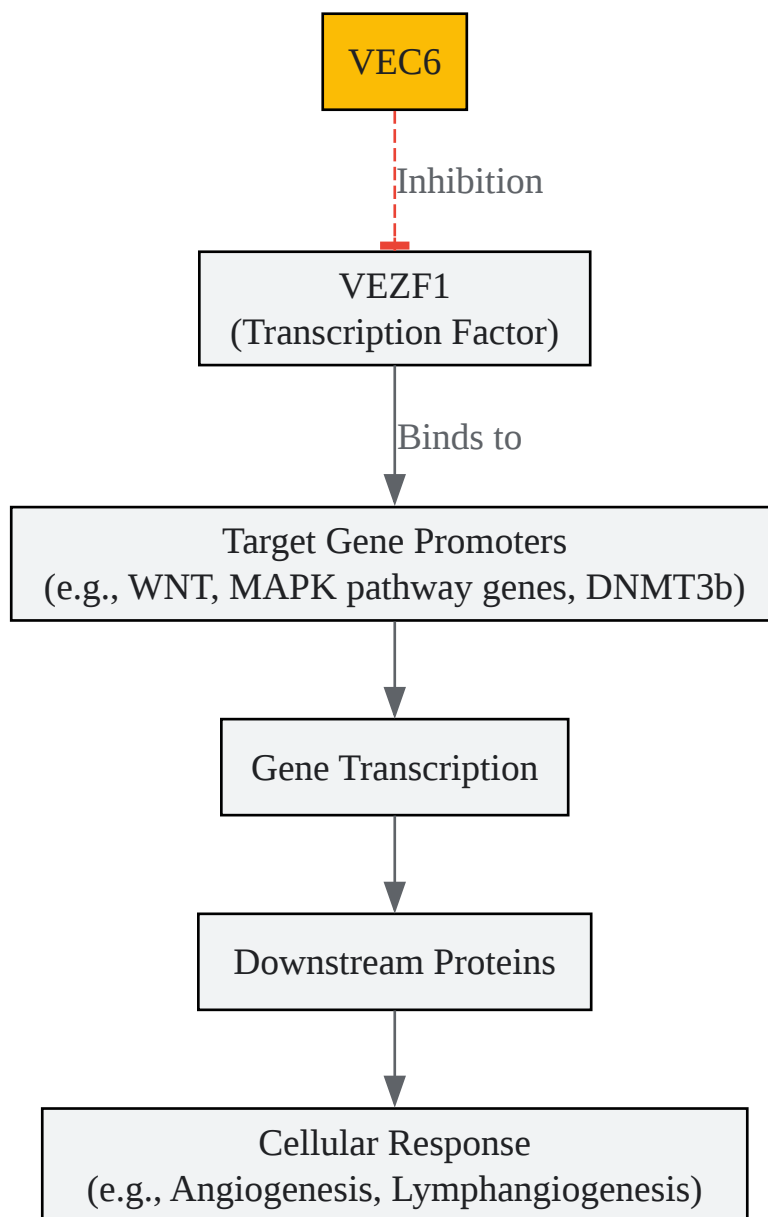 VEC6
Inhibition
VEZF1
(Transcription Factor)
Binds to
Target Gene Promoters
(e.g., WNT, MAPK pathway genes, DNMT3b)
Gene Transcription
Downstream Proteins
Cellular Response
(e.g., Angiogenesis, Lymphangiogenesis)